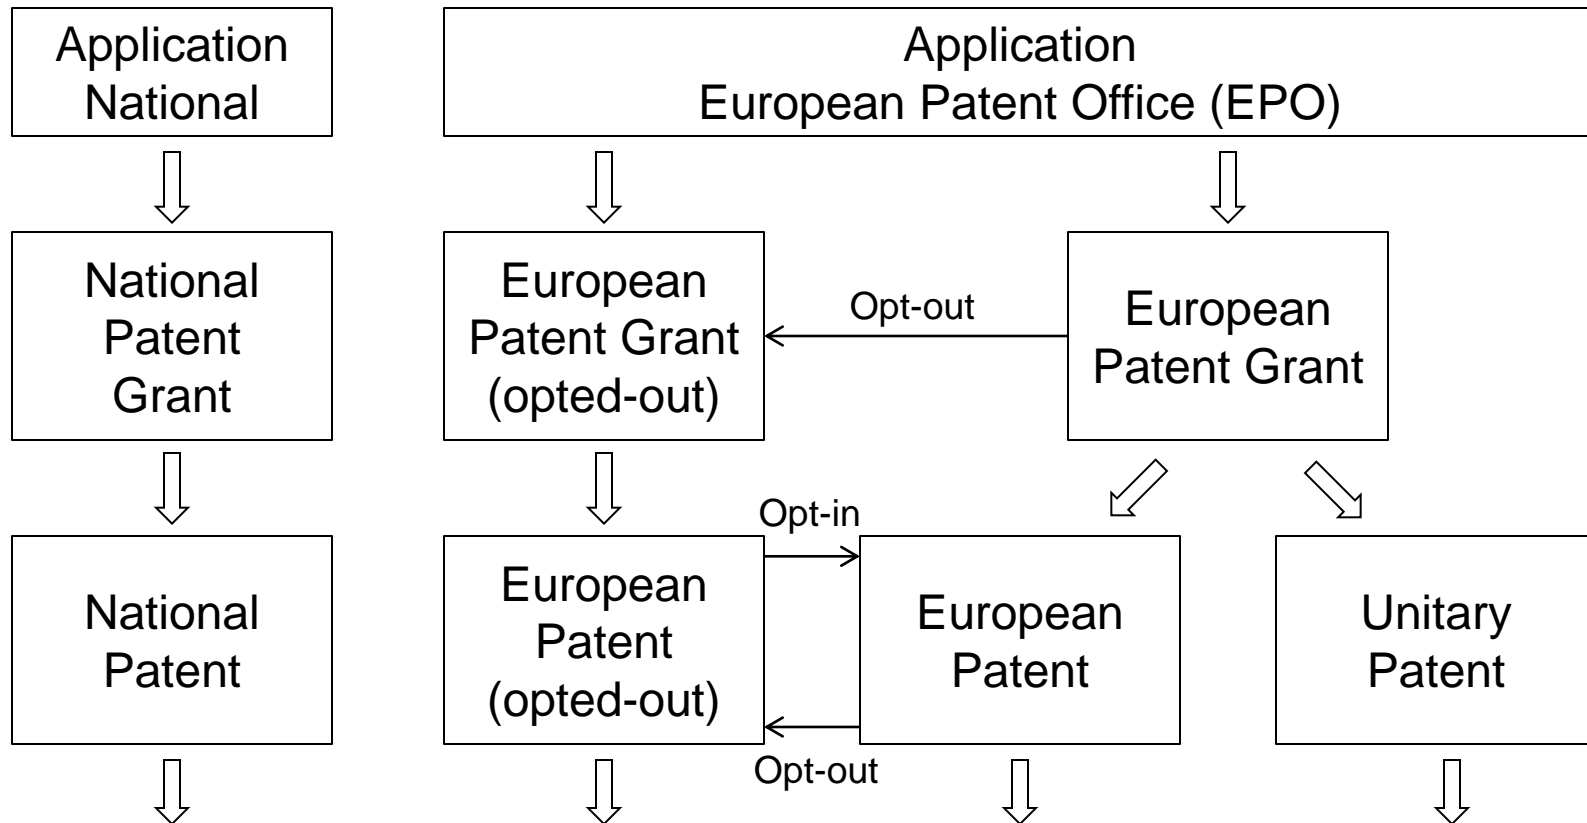 Application
National
Application
European Patent Office (EPO)
National
Patent
Grant
European
Patent Grant
(opted-out)
Opt-out
European
Patent Grant
National
Patent
European
Patent
(opted-out)
Opt-in
Opt-out
European
Patent
Unitary
Patent